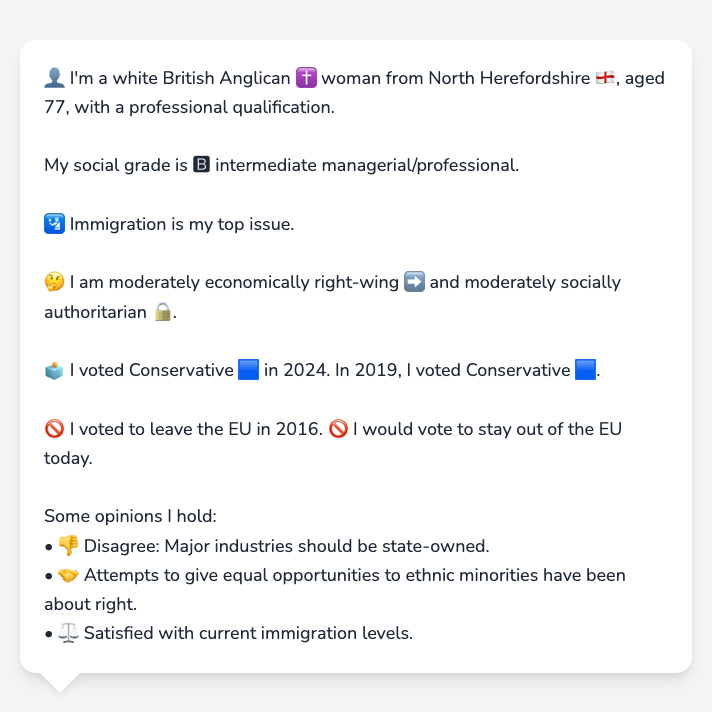 👤 I'm a white British Anglican ✝️ woman from North Herefordshire 🏴󠁧󠁢󠁥󠁮󠁧󠁿, aged
77, with a professional qualification.
My social grade is 🅱 intermediate managerial/professional.
🛂 Immigration is my top issue.
🤔 I am moderately economically right-wing ➡️ and moderately socially
authoritarian 🔒.
🗳️ I voted Conservative 🟦 in 2024. In 2019, I voted Conservative 🟦.
🚫 I voted to leave the EU in 2016. 🚫 I would vote to stay out of the EU
today.
Some opinions I hold:
• 👎 Disagree: Major industries should be state-owned.
• 🤝 Attempts to give equal opportunities to ethnic minorities have been
about right.
• ⚖️ Satisfied with current immigration levels.